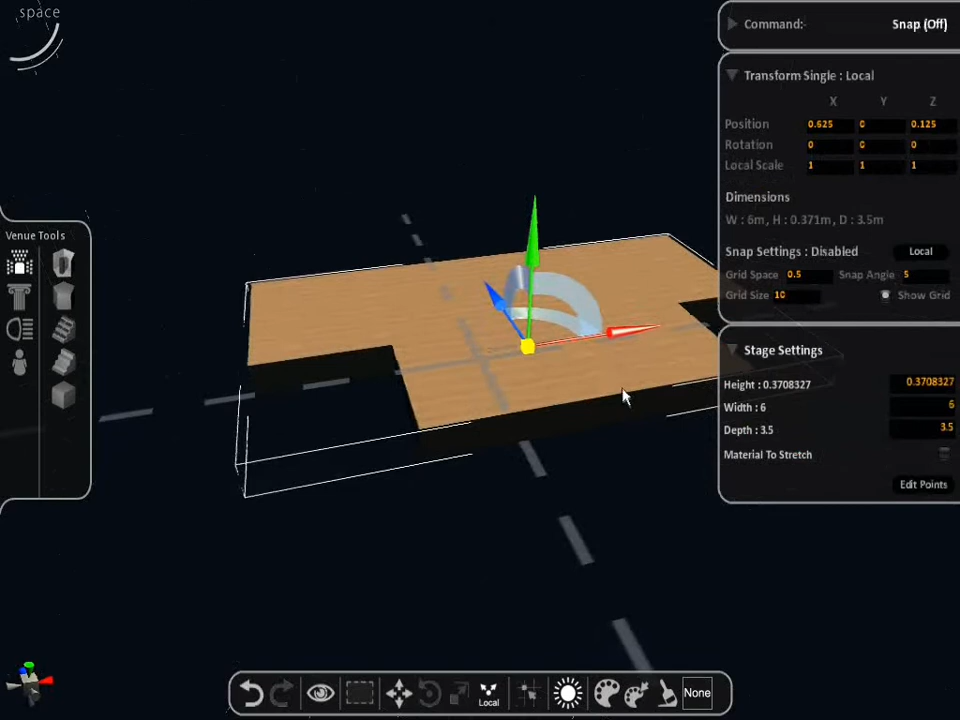 space
Command:
Snap (Off)
Transform Single : Local
X Y Z
Position 0.625 0 0.125
Rotation 0 0 0
Local Scale 1 1 1
Dimensions
W : 6m, H : 0.371m, D : 3.5m
Snap Settings : Disabled Local
Grid Space 0.5 Snap Angle 5
Grid Size 10 Show Grid
Stage Settings
Height : 0.3708327 0.3708327
Width : 6 6
Depth : 3.5 3.5
Material To Stretch
Edit Points
Venue Tools
Local
None